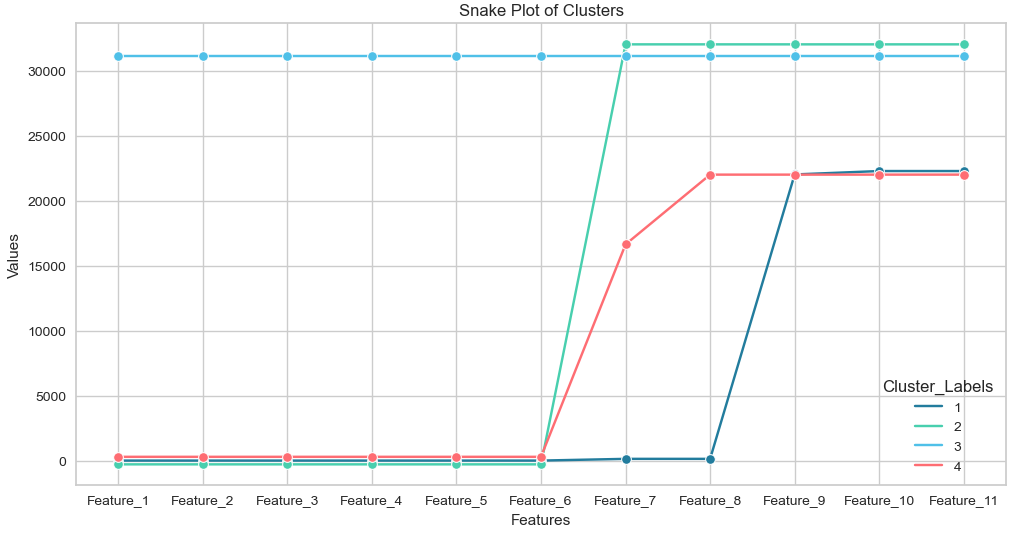 Snake Plot of Clusters
Values
30000
25000
20000
15000
10000
5000
0
Cluster_Labels
1
2
3
4
Feature_1 Feature_2 Feature_3 Feature_4 Feature_5 Feature_6 Feature_7 Feature_8 Feature_9 Feature_10 Feature_11
Features